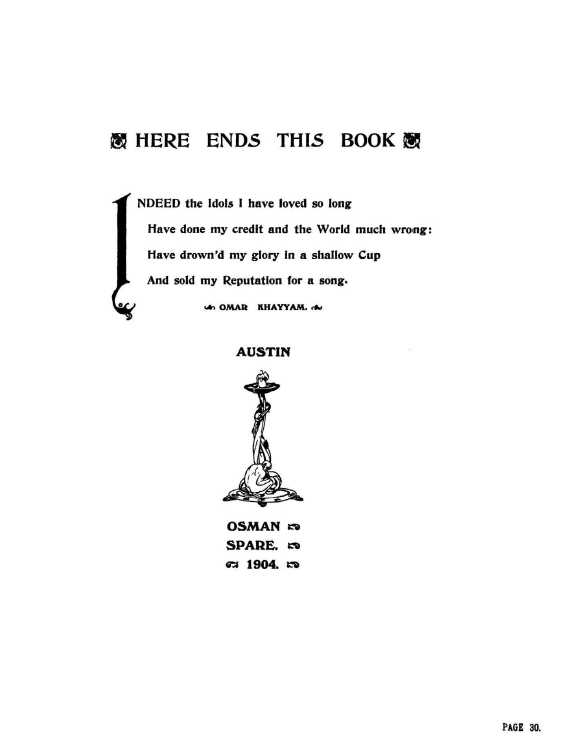 HERE ENDS THIS BOOK
INDEED the Idols I have loved so long
Have done my credit and the World much wrong:
Have drown'd my glory in a shallow Cup
And sold my Reputation for a song.
OMAR KHAYYAM.
AUSTIN
OSMAN
SPARE.
1904.
PAGE 30.